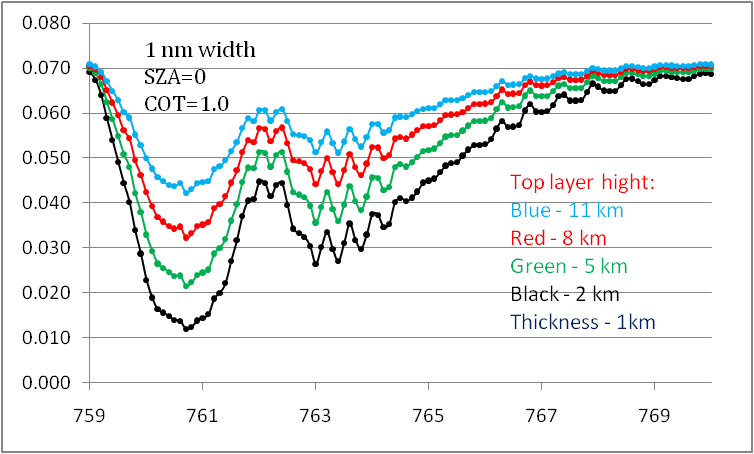 0.080
0.070
0.060
0.050
0.040
0.030
0.020
0.010
0.000
1 nm width
SZA=0
COT=1.0
Top layer hight:
Blue - 11 km
Red - 8 km
Green - 5 km
Black - 2 km
Thickness - 1km
759 761 763 765 767 769